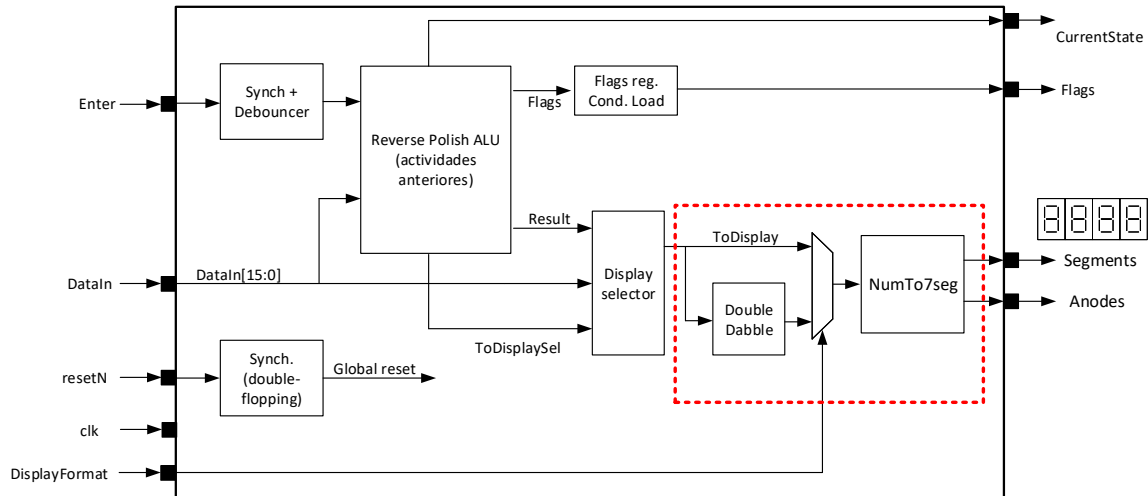 CurrentState
Enter
Synch +
Debouncer
Reverse Polish ALU
(actividades
anteriores)
Flags
Flags reg.
Cond. Load
Flags
Result
ToDisplay
DataIn
DataIn[15:0]
Display
selector
Double
Dabble
NumTo7seg
Segments
Anodes
ToDisplaySel
resetN
Synch.
(double-
flopping)
Global reset
clk
DisplayFormat